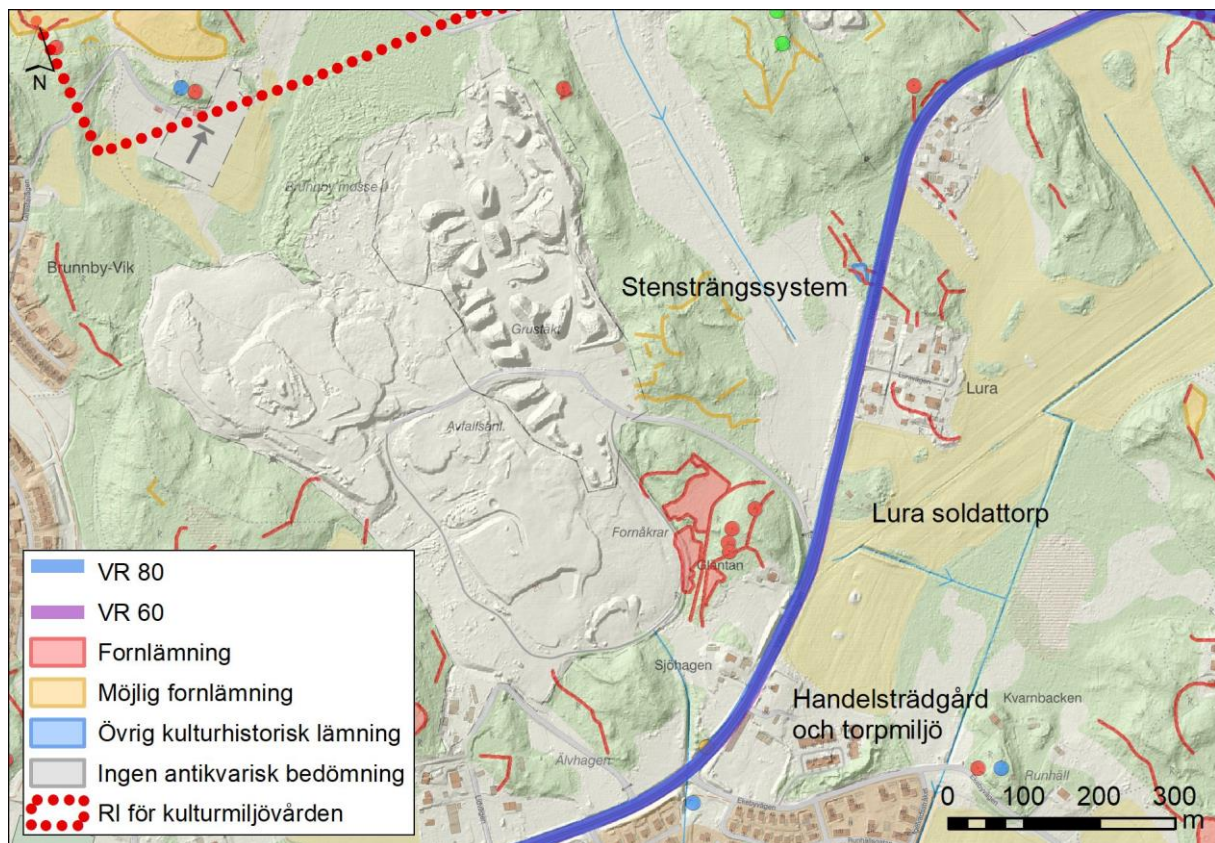 N
Brunnby mosse
Brunnby-Vik
Stensträngssystem
Grustäkt
Lura
Avfallsanl.
Lura soldattorp
Fornåkrar
Gläntan
Sjöhagen
Kvarnbacken
Handelsträdgård
och torpmiljö
Älvhagen
Runhäll
Ekebyvägen
VR 80
VR 60
Fornlämning
Möjlig fornlämning
Övrig kulturhistorisk lämning
Ingen antikvarisk bedömning
RI för kulturmiljövården
0 100 200 300
m